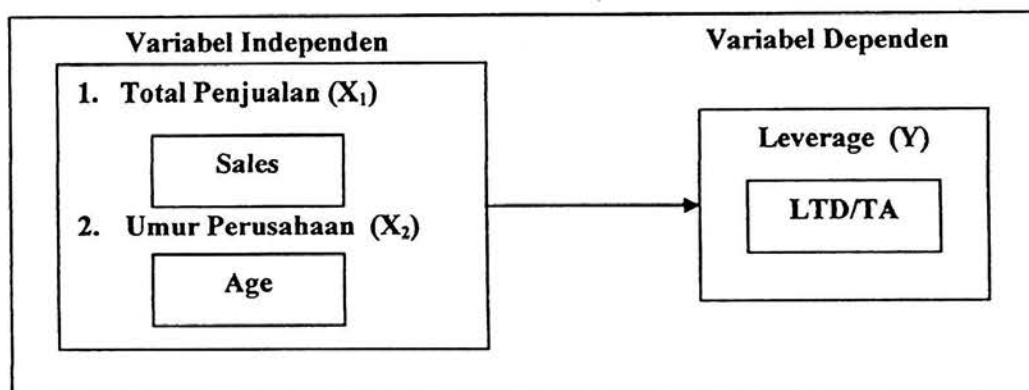 Variabel Independen
1. Total Penjualan (X₁)
Sales
2. Umur Perusahaan (X₂)
Age
Variabel Dependen
Leverage (Y)
LTD/TA